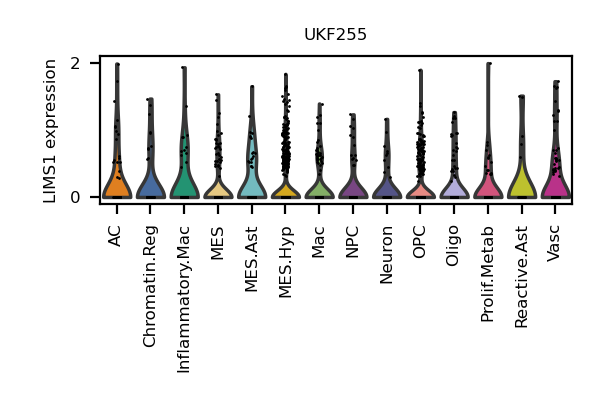 UKF255
LIMS1 expression
2
0
AC
Chromatin.Reg
Inflammatory.Mac
MES
MES.Ast
MES.Hyp
Mac
NPC
Neuron
OPC
Oligo
Prolif.Metab
Reactive.Ast
Vasc